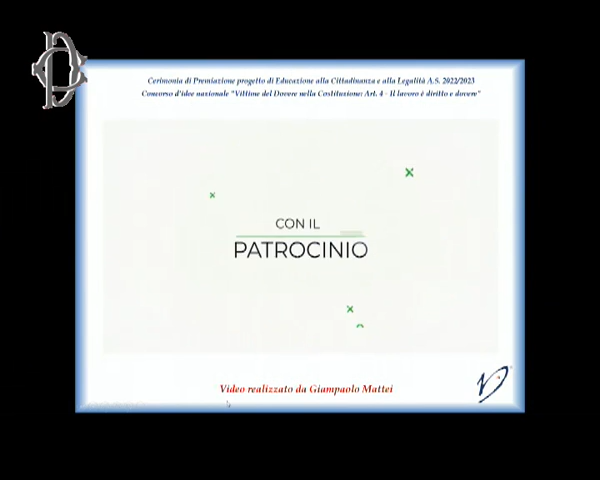 Cerimonia di Premiazione progetto di Educazione alla Cittadinanza e alla Legalità A.S. 2022/2023
Concorso d'idee nazionale "Vittime del Dovere nella Costituzione: Art. 4 - Il lavoro è diritto e dovere"
CON IL
PATROCINIO
Video realizzato da Giampaolo Mattei